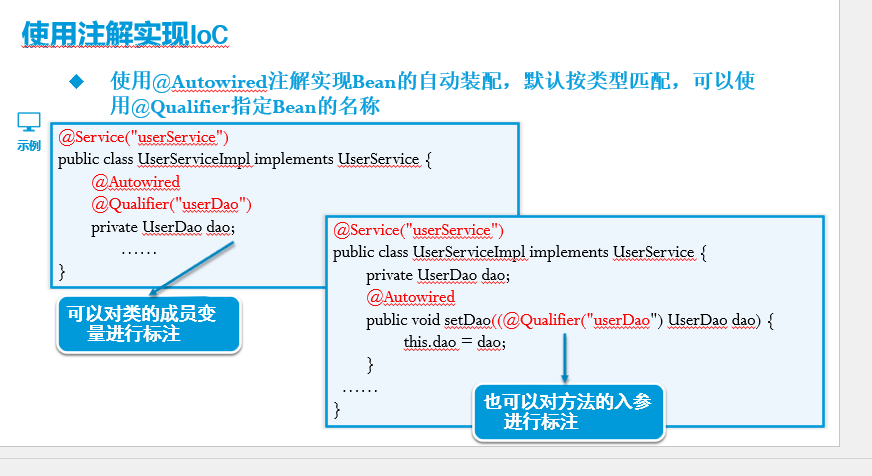 使用注解实现IoC
使用@Autowired注解实现Bean的自动装配，默认按类型匹配，可以使
用@Qualifier指定Bean的名称
示例
@Service("userService")
public class UserServiceImpl implements UserService {
@Autowired
@Qualifier("userDao")
private UserDao dao;
……
}
可以对类的成员变
量进行标注
@Service("userService")
public class UserServiceImpl implements UserService {
private UserDao dao;
@Autowired
public void setDao((@Qualifier("userDao") UserDao dao) {
this.dao = dao;
}
……
}
也可以对方法的入参
进行标注